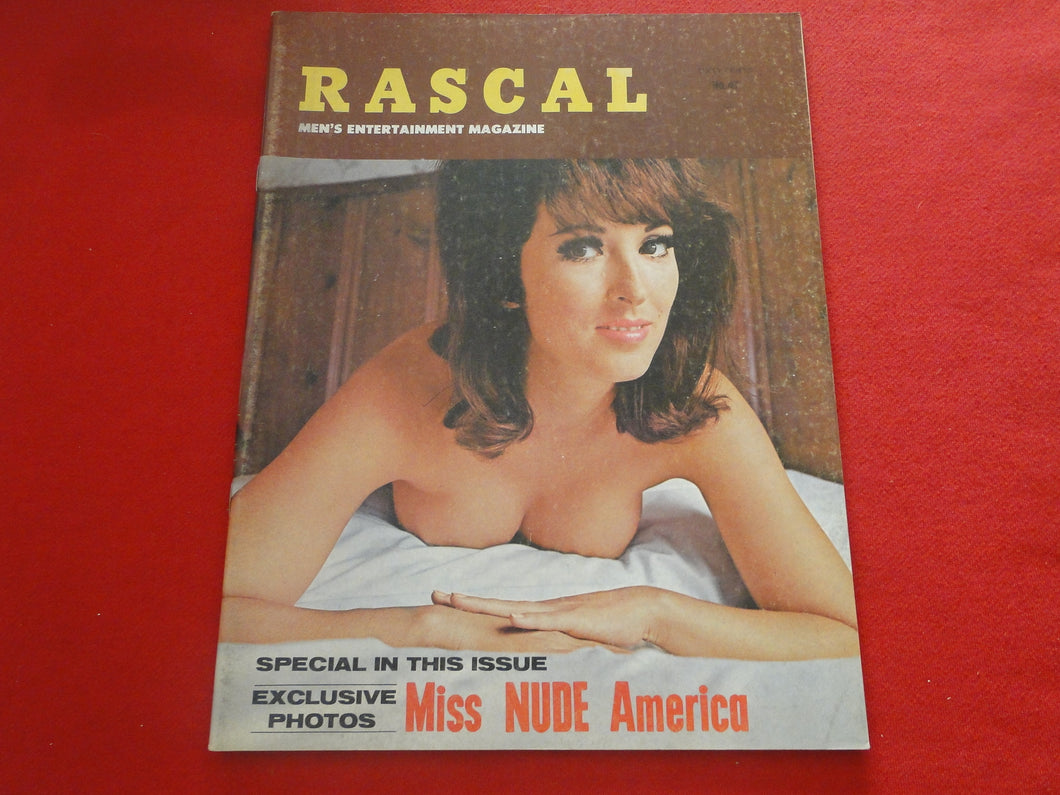 RASCAL
MEN'S ENTERTAINMENT MAGAZINE
SPECIAL IN THIS ISSUE
EXCLUSIVE
PHOTOS
Miss NUDE America